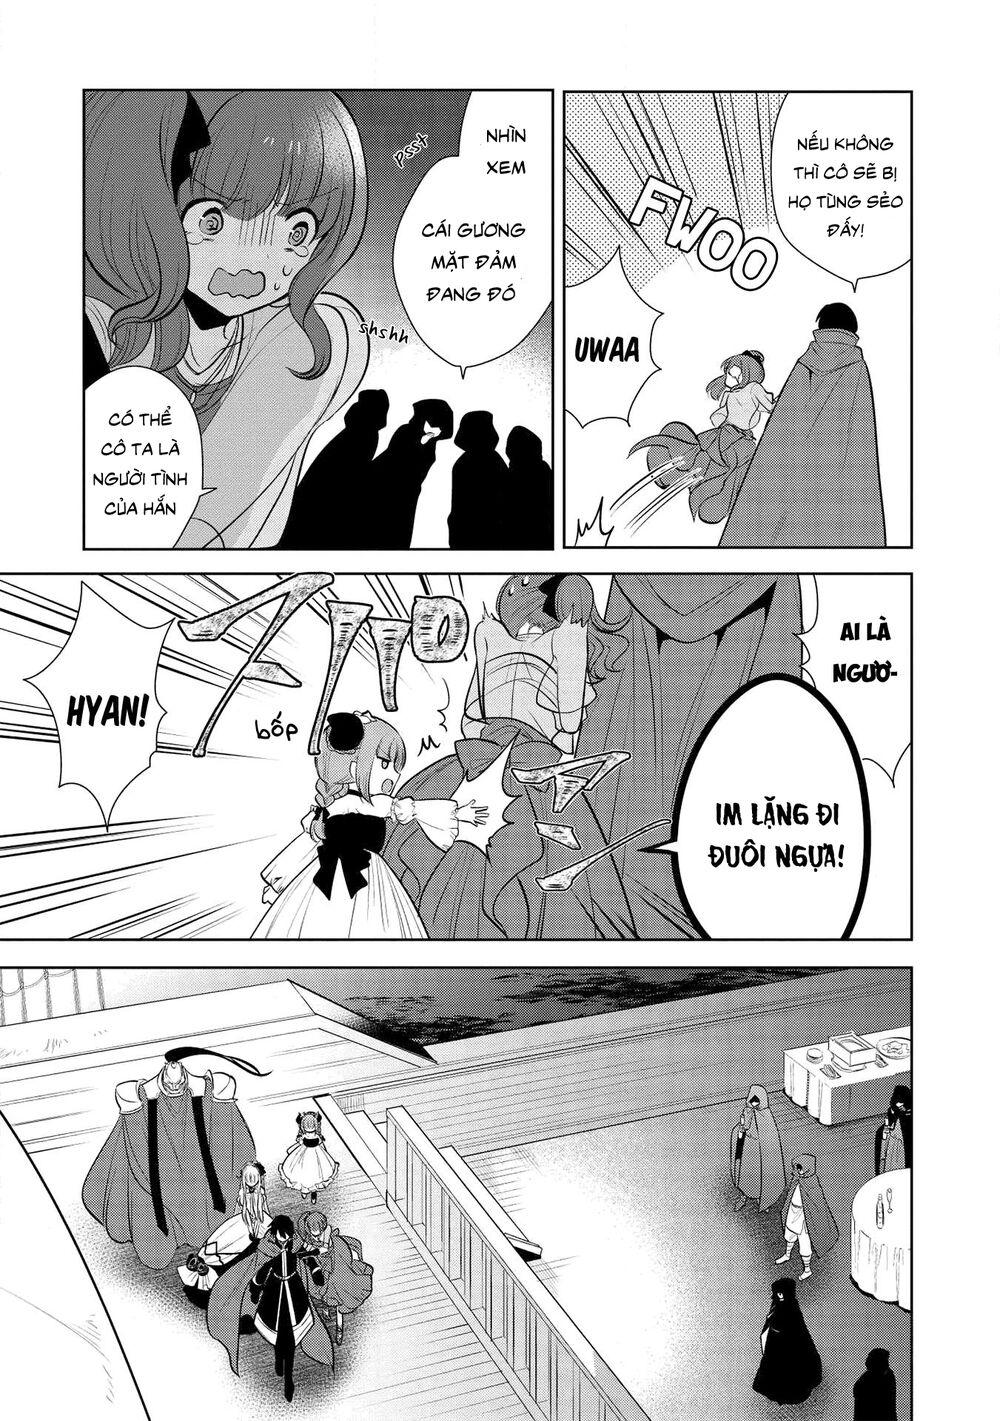 NẾU KHÔNG
THÌ CÔ SẼ BỊ
HỌ TÙNG SẺO
ĐẤY!
FWOO
UWAA
NHÌN
XEM
psst
CÁI GƯƠNG
MẶT ĐẢM
ĐANG ĐÓ
shshh
CÓ THỂ
CÔ TA LÀ
NGƯỜI TÌNH
CỦA HẮN
AI LÀ
NGƯƠ-
IM LẶNG ĐI
ĐUÔI NGỰA!
bốp
HYAN!